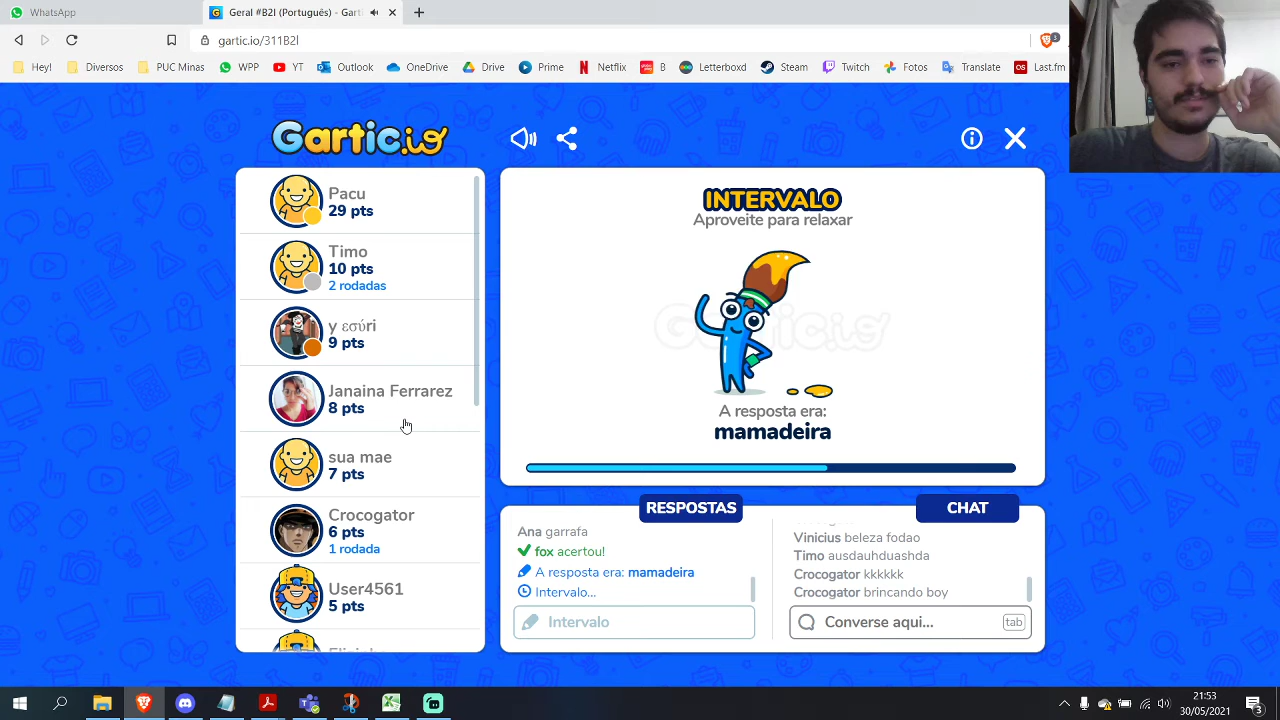 WhatsApp
Geral #B2I (Português) - Garti
gartic.io/311B2I
Hey!
Diversos
PUC Minas
WPP
YT
Outlook
OneDrive
Drive
Prime
Netflix
B
Letterboxd
Steam
Twitch
Fotos
Translate
Last.fm
Gartic.io
Pacu
29 pts
Timo
10 pts
2 rodadas
y εσύri
9 pts
Janaina Ferrarez
8 pts
sua mae
7 pts
Crocogator
6 pts
1 rodada
User4561
5 pts
INTERVALO
Aproveite para relaxar
Gartic.io
A resposta era:
mamadeira
RESPOSTAS
Ana garrafa
fox acertou!
A resposta era: mamadeira
Intervalo...
Intervalo
CHAT
Vinicius beleza fodao
Timo ausdauhduashda
Crocogator kkkkkk
Crocogator brincando boy
Converse aqui...
tab
21:53
30/05/2021